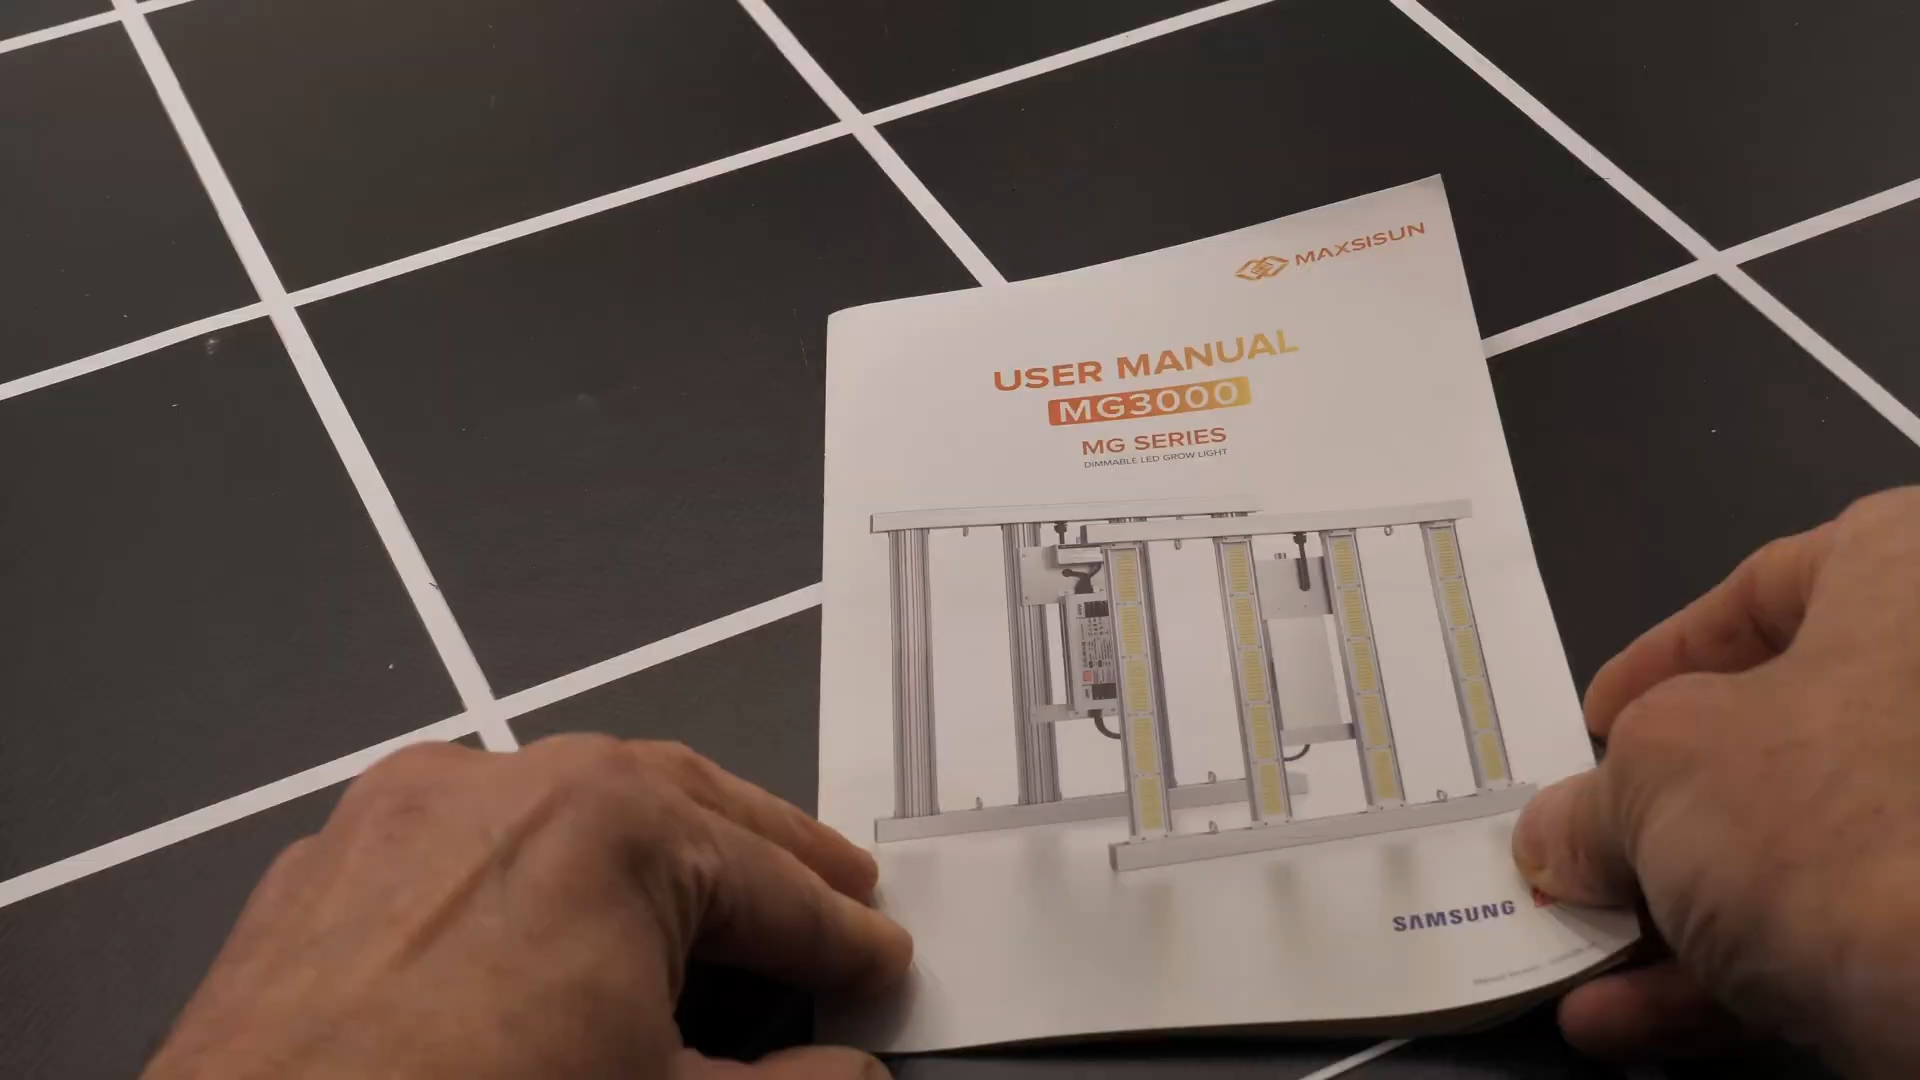 MAXSISUN
USER MANUAL
MG3000
MG SERIES
DIMMABLE LED GROW LIGHT
SAMSUNG